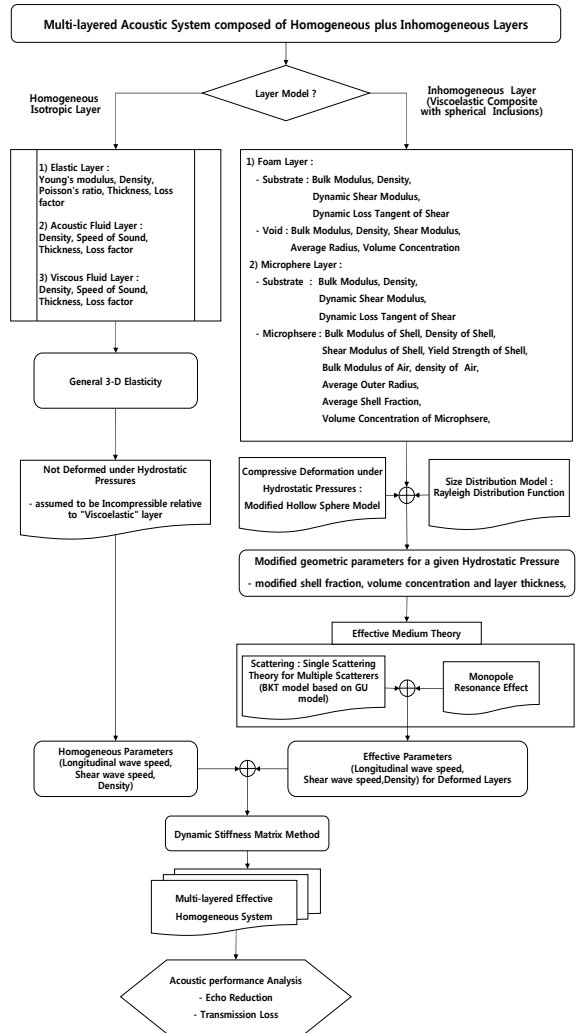 Multi-layered Acoustic System composed of Homogeneous plus Inhomogeneous Layers
Layer Model ?
Homogeneous
Isotropic Layer
Inhomogeneous Layer
(Viscoelastic Composite
with spherical Inclusions)
1) Elastic Layer :
Young's modulus, Density,
Poisson's ratio, Thickness, Loss
factor
2) Acoustic Fluid Layer :
Density, Speed of Sound,
Thickness, Loss factor
3) Viscous Fluid Layer :
Density, Speed of Sound,
Thickness, Loss factor
1) Foam Layer :
- Substrate : Bulk Modulus, Density,
Dynamic Shear Modulus,
Dynamic Loss Tangent of Shear
- Void : Bulk Modulus, Density, Shear Modulus,
Average Radius, Volume Concentration
2) Microphere Layer :
- Substrate : Bulk Modulus, Density,
Dynamic Shear Modulus,
Dynamic Loss Tangent of Shear
- Microphsere : Bulk Modulus of Shell, Density of Shell,
Shear Modulus of Shell, Yield Strength of Shell,
Bulk Modulus of Air, density of Air,
Average Outer Radius,
Average Shell Fraction,
Volume Concentration of Microphsere,
General 3-D Elasticity
Not Deformed under Hydrostatic
Pressures
- assumed to be Incompressible relative
to "Viscoelastic" layer
Compressive Deformation under
Hydrostatic Pressures :
Modified Hollow Sphere Model
Size Distribution Model :
Rayleigh Distribution Function
Modified geometric parameters for a given Hydrostatic Pressure
- modified shell fraction, volume concentration and layer thickness,
Effective Medium Theory
Scattering : Single Scattering
Theory for Multiple Scatterers
(BKT model based on GU
model)
Monopole
Resonance Effect
Homogeneous Parameters
(Longitudinal wave speed,
Shear wave speed,
Density)
Effective Parameters
(Longitudinal wave speed,
Shear wave speed,Density) for Deformed Layers
Dynamic Stiffness Matrix Method
Multi-layered Effective
Homogeneous System
Acoustic performance Analysis
- Echo Reduction
- Transmission Loss